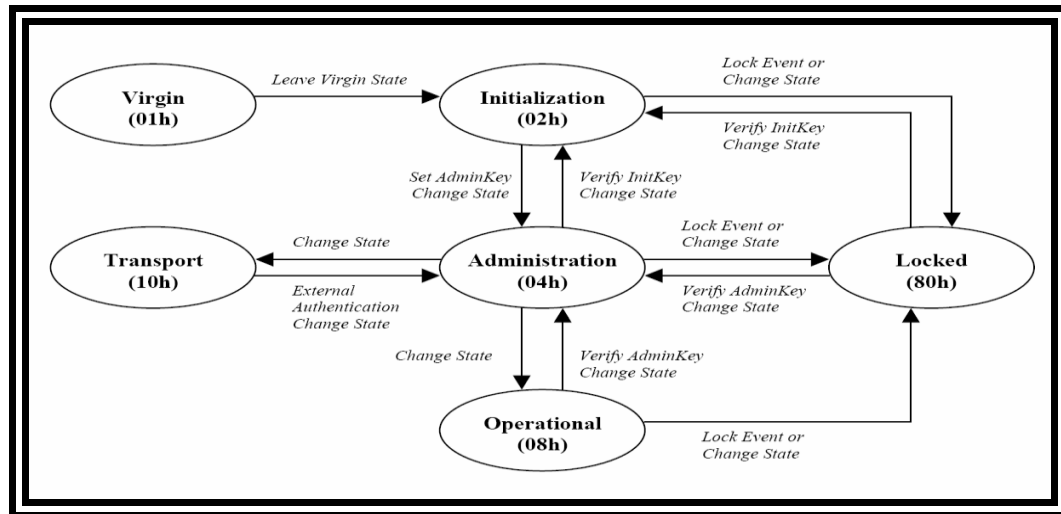 Virgin
(01h)
Leave Virgin State
Initialization
(02h)
Lock Event or
Change State
Verify InitKey
Change State
Set AdminKey
Change State
Verify InitKey
Change State
Transport
(10h)
Change State
External
Authentication
Change State
Administration
(04h)
Lock Event or
Change State
Verify AdminKey
Change State
Locked
(80h)
Change State
Verify AdminKey
Change State
Operational
(08h)
Lock Event or
Change State